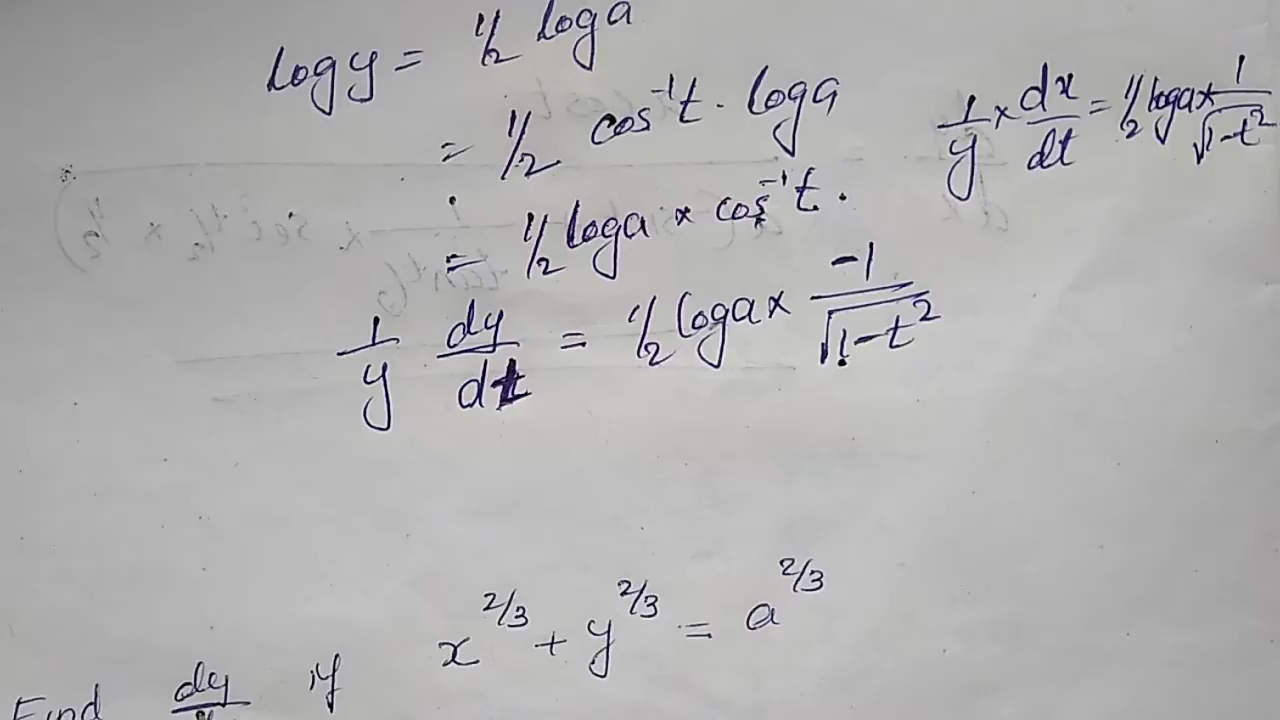 log y = 1/2 log a
= 1/2 cos⁻¹t · log a
1/y × dx/dt = 1/2 log a × 1/√1-t²
= 1/2 log a × cos⁻¹t.
1/y dy/dt = 1/2 log a × -1/√1-t²
x^2/3 + y^2/3 = a^2/3
Find dy if